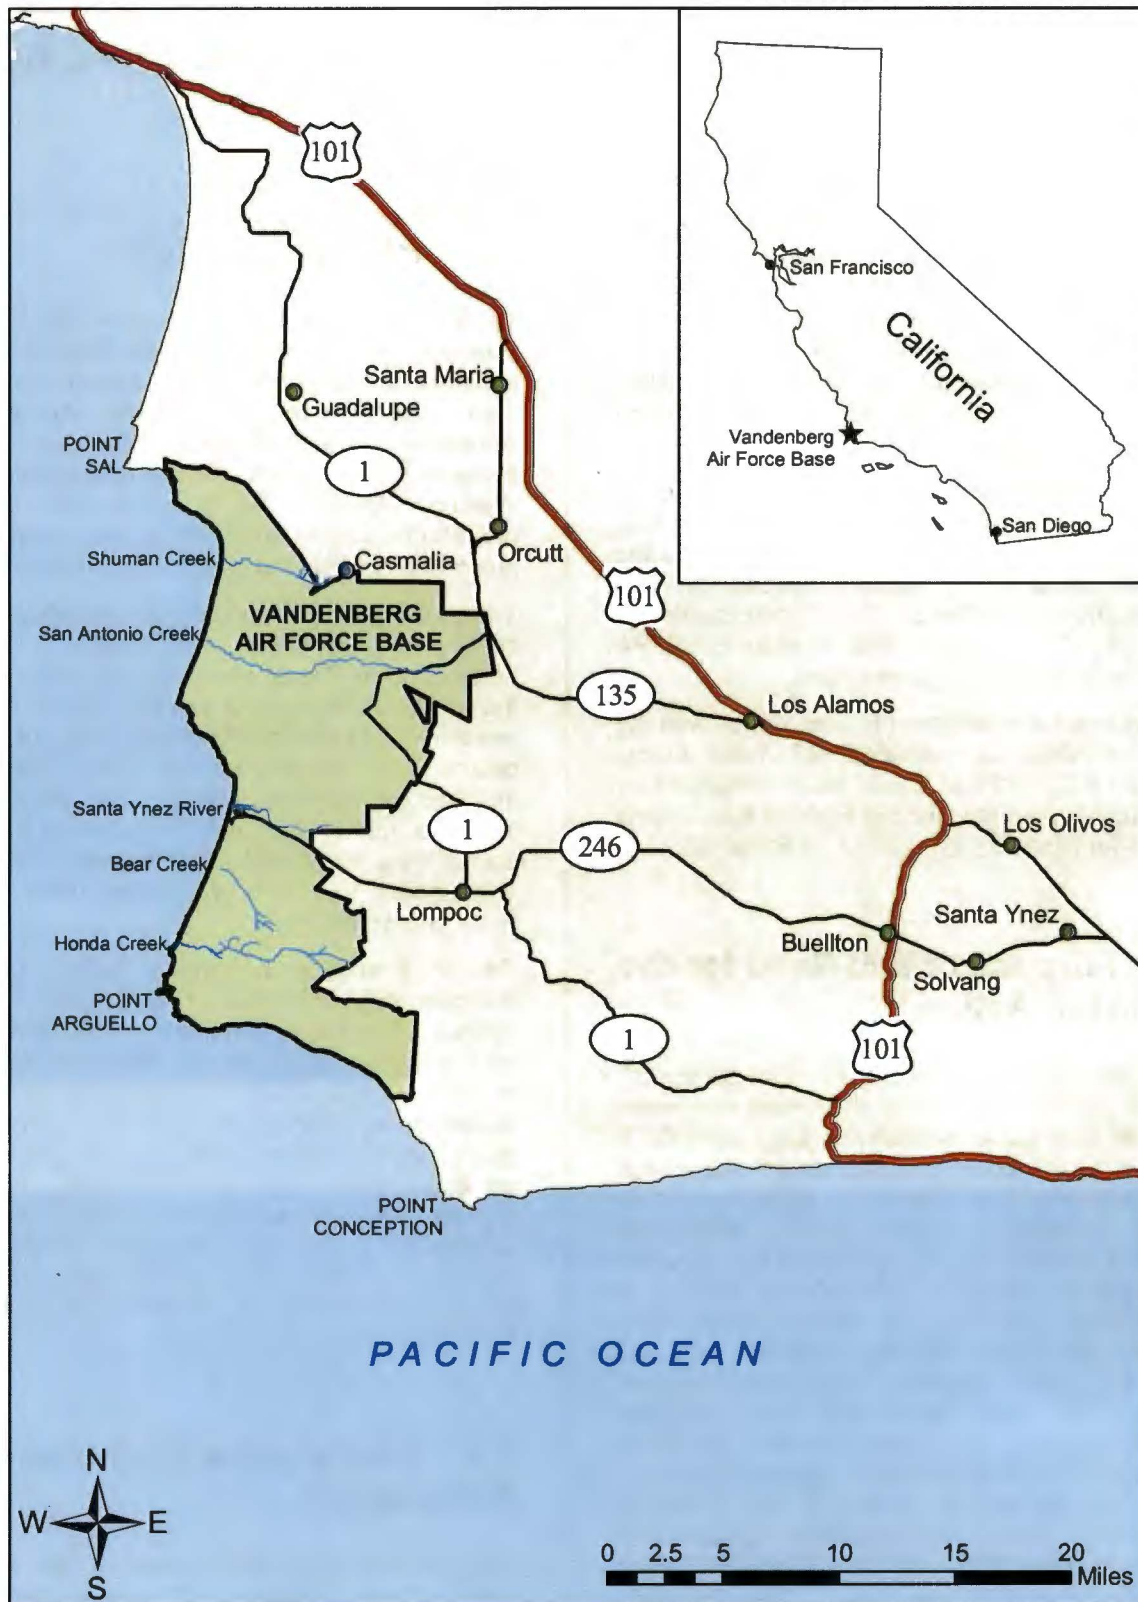 101
San Francisco
California
Vandenberg
Air Force Base
San Diego
Santa Maria
Guadalupe
POINT
SAL
1
Orcutt
Shuman Creek
Casmalia
101
VANDENBERG
AIR FORCE BASE
San Antonio Creek
135
Los Alamos
Santa Ynez River
1
246
Los Olivos
Bear Creek
Lompoc
Santa Ynez
Buellton
Honda Creek
Solvang
POINT
ARGUELLO
1
101
POINT
CONCEPTION
PACIFIC OCEAN
N
W E
S
0 2.5 5 10 15 20
Miles